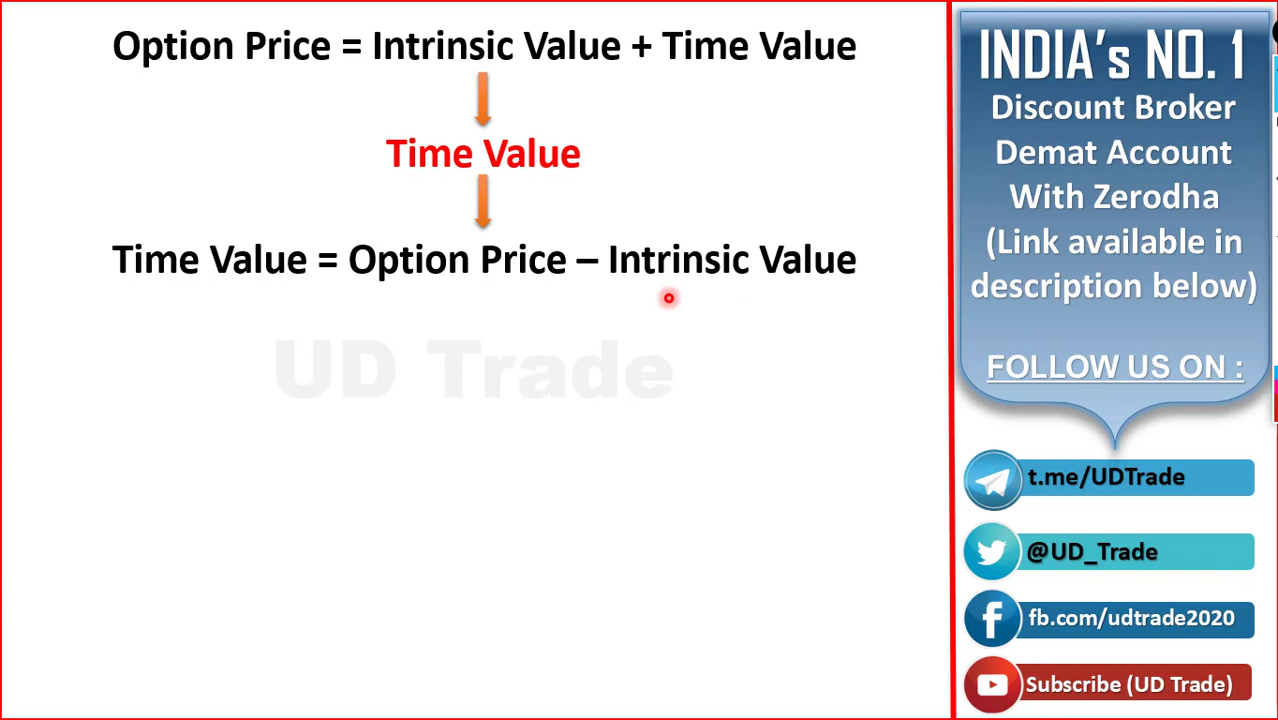 Option Price = Intrinsic Value + Time Value
Time Value
Time Value = Option Price – Intrinsic Value
UD Trade
INDIA's NO. 1
Discount Broker
Demat Account
With Zerodha
(Link available in
description below)
FOLLOW US ON :
t.me/UDTrade
@UD_Trade
fb.com/udtrade2020
Subscribe (UD Trade)